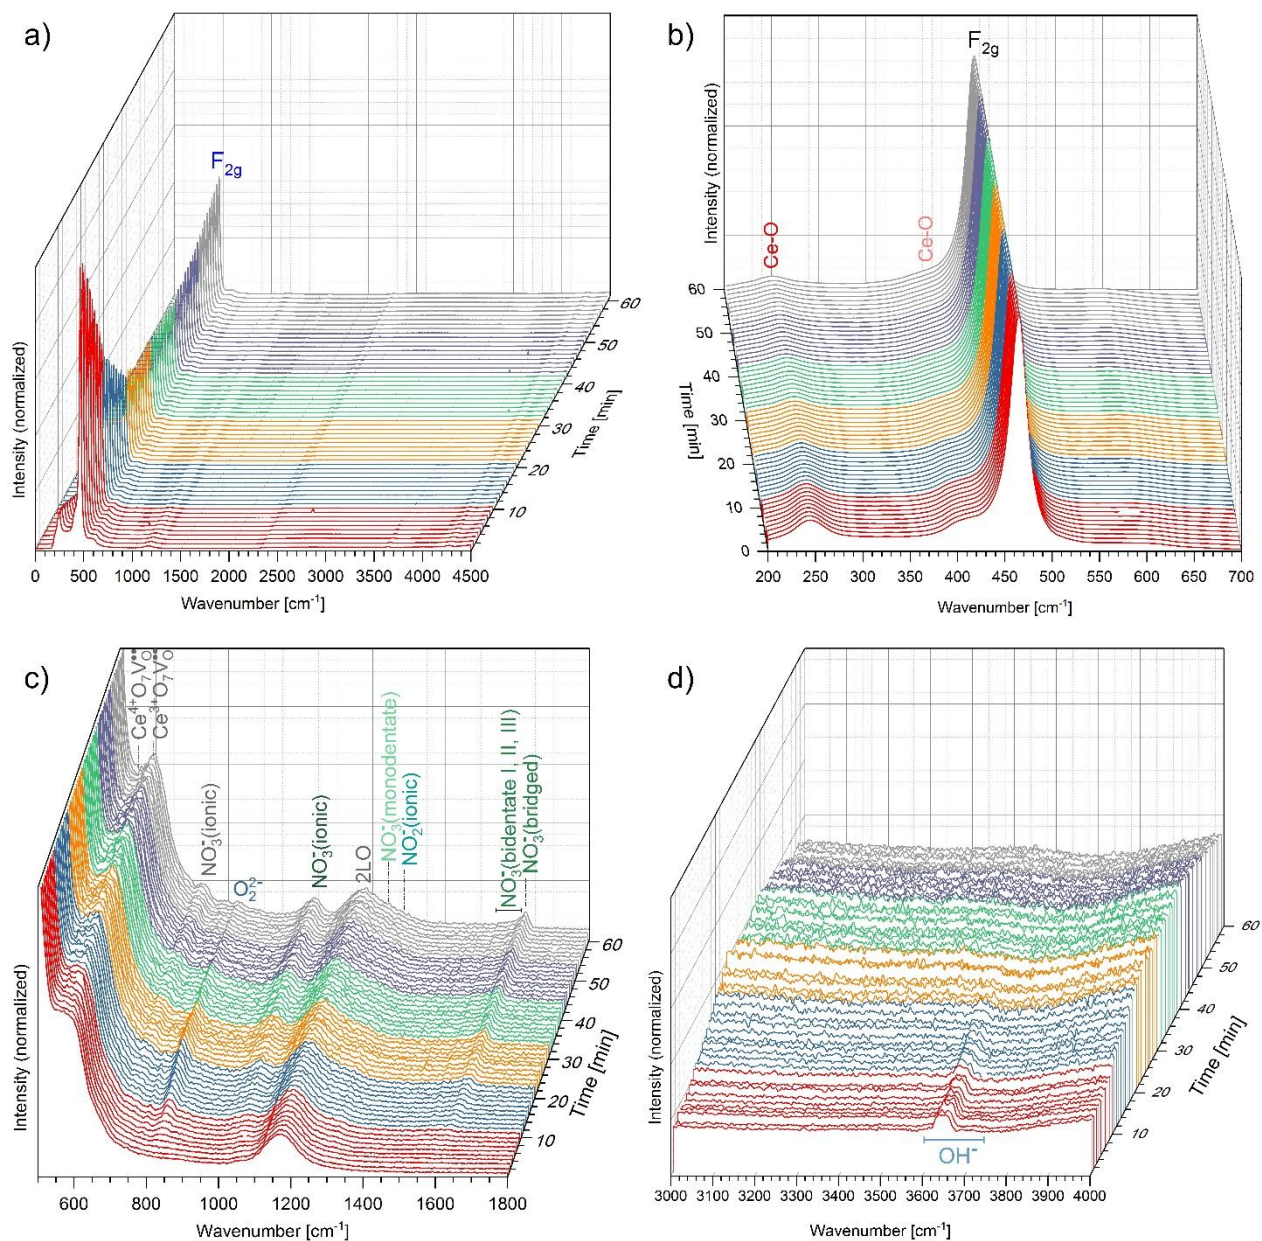 a)
F2g
Intensity (normalized)
60
50
40
30
20
10
Time [min]
0 500 1000 1500 2000 2500 3000 3500 4000 4500
Wavenumber [cm-1]
b)
F2g
Intensity (normalized)
Ce-O
Ce-O
60
50
40
30
20
10
0
Time [min]
200 250 300 350 400 450 500 550 600 650 700
Wavenumber [cm-1]
c)
Ce4+O7VO••
Ce3+O7VO••
NO3-(ionic)
O22-
NO3-(ionic)
2LO
NO3-(monodentate)
NO2-(ionic)
NO3-(bidentate I, II, III)
NO3-(bridged)
Intensity (normalized)
60
50
40
30
20
10
Time [min]
600 800 1000 1200 1400 1600 1800
Wavenumber [cm-1]
d)
Intensity (normalized)
60
50
40
30
20
10
Time [min]
OH-
3000 3100 3200 3300 3400 3500 3600 3700 3800 3900 4000
Wavenumber [cm-1]